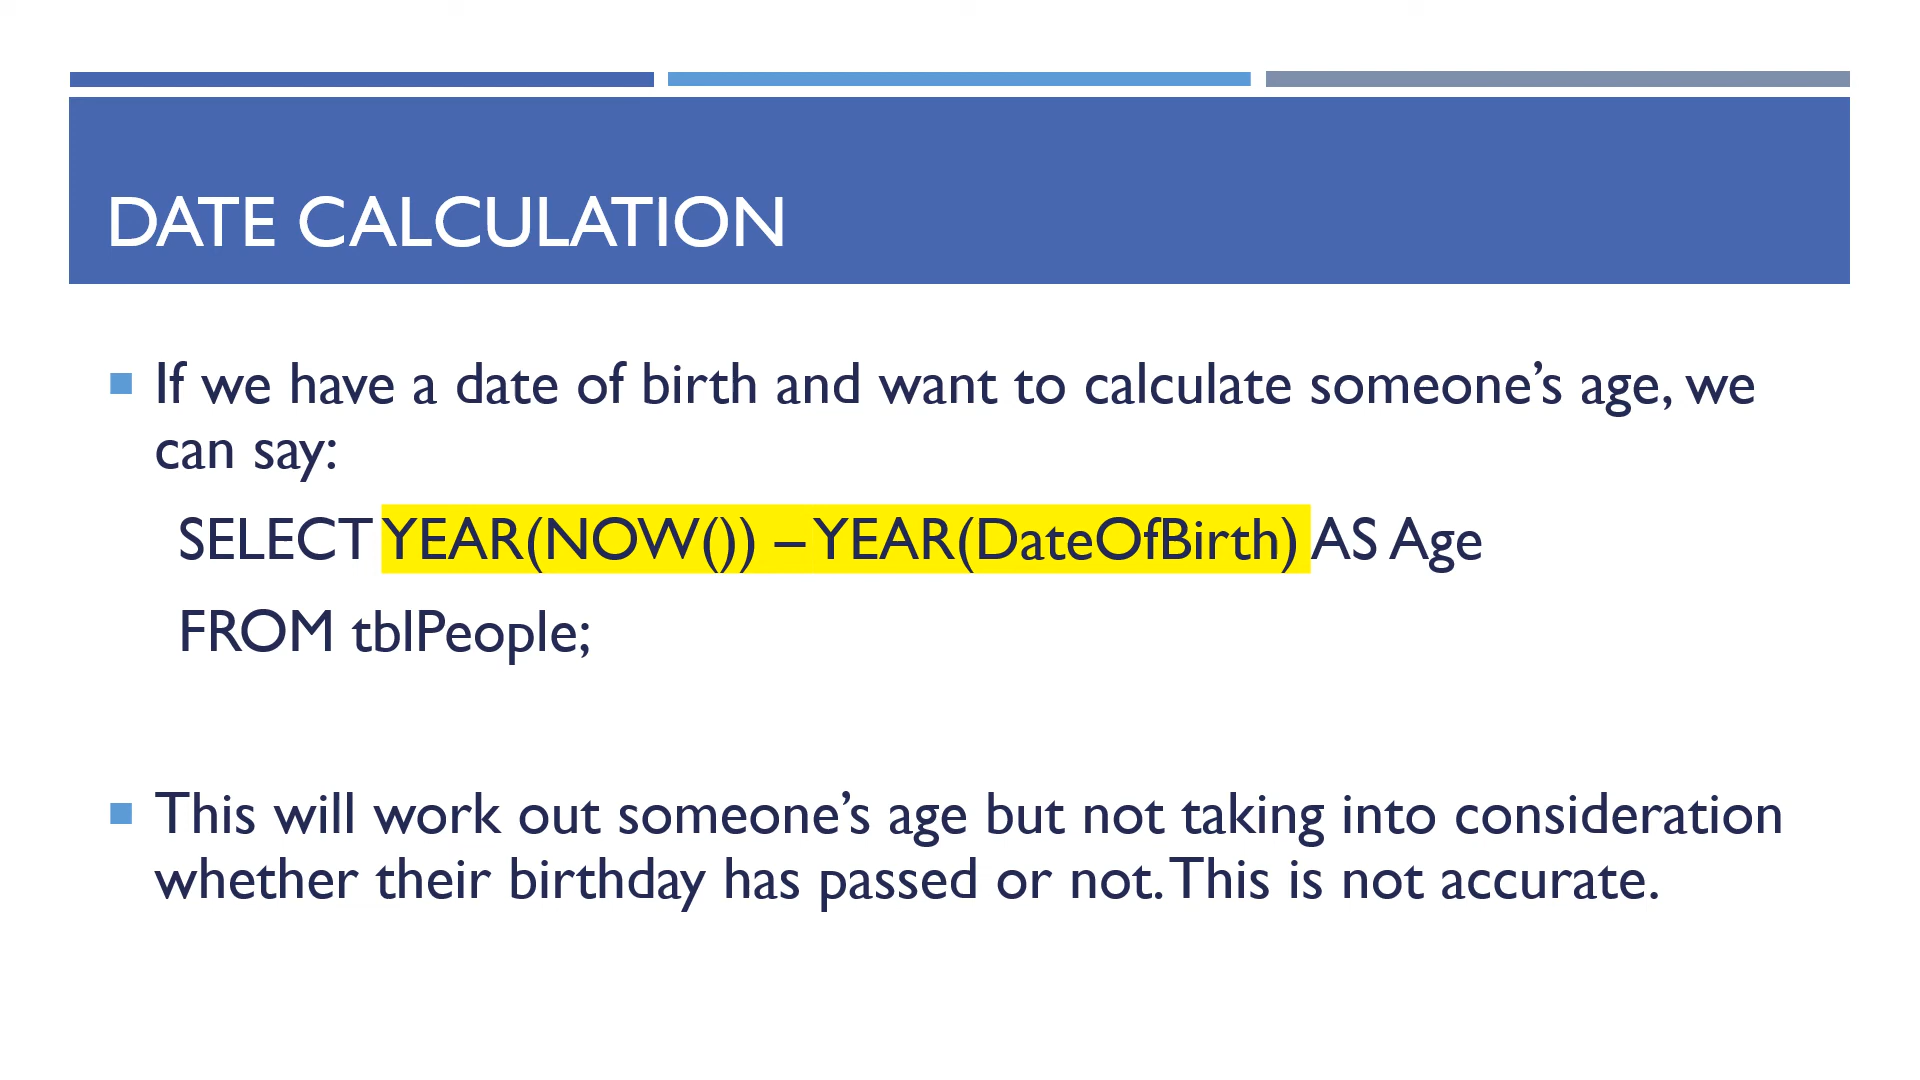 DATE CALCULATION
If we have a date of birth and want to calculate someone’s age, we
can say:
SELECT YEAR(NOW()) – YEAR(DateOfBirth) AS Age
FROM tblPeople;
This will work out someone’s age but not taking into consideration
whether their birthday has passed or not. This is not accurate.